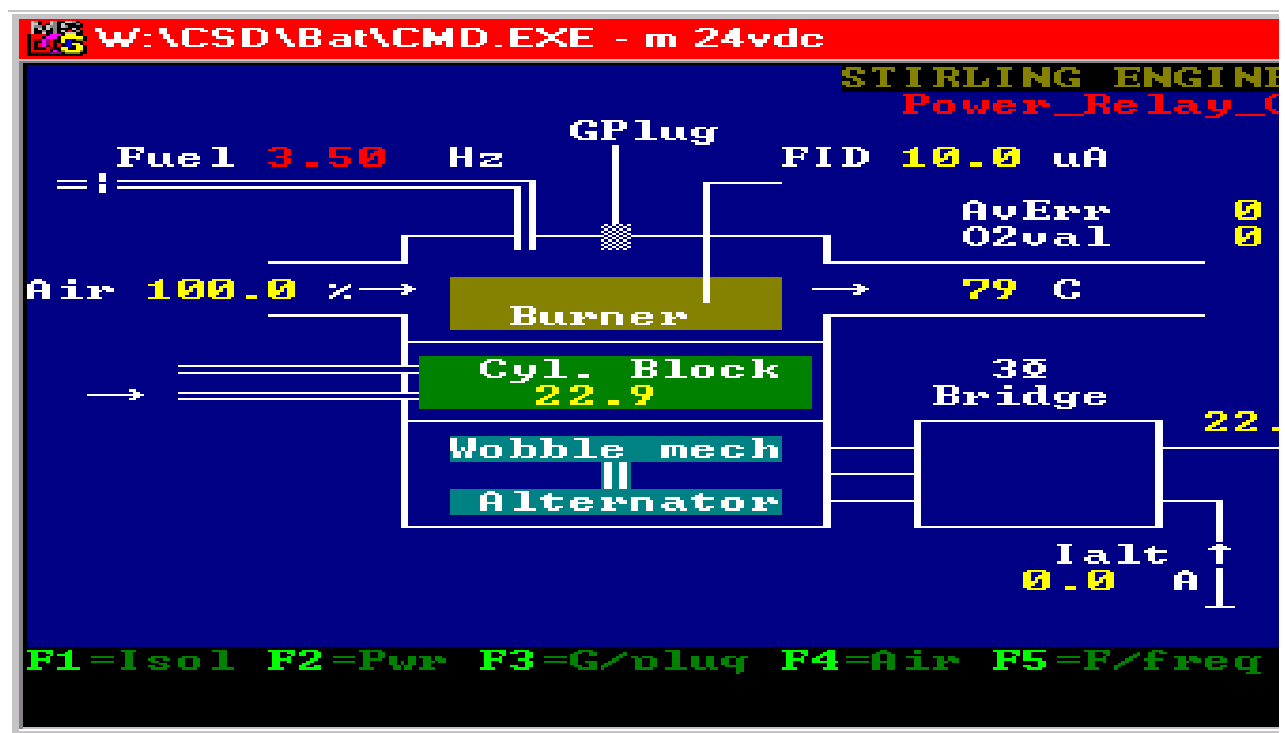 W:\CSD\Bat\CMD.EXE - m 24vdc
STIRLING ENGINE
Power_Relay_
GPlug
Fuel 3.50 Hz
FID 10.0 uA
AvErr 0
O2val 0
Air 100.0 %
79 C
Burner
Cyl. Block
22.9
3Φ
Bridge
22.
Wobble mech
Alternator
Ialt
0.0 A
F1=Isol F2=Pwr F3=G/plug F4=Air F5=F/freq